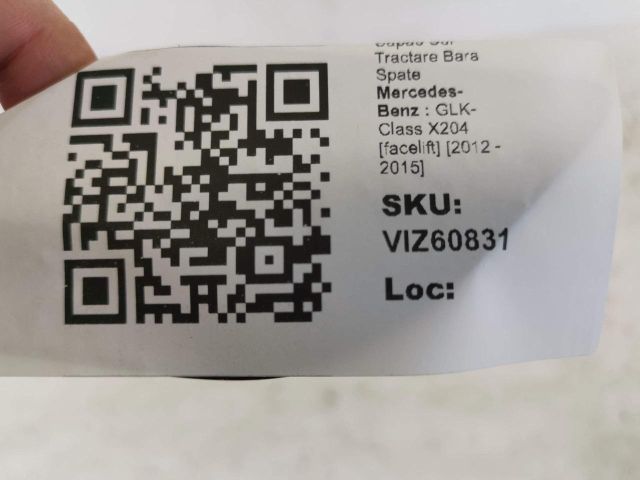 Tractare Bara
Spate
Mercedes-
Benz : GLK-
Class X204
[facelift] [2012 -
2015]
SKU:
VIZ60831
Loc: